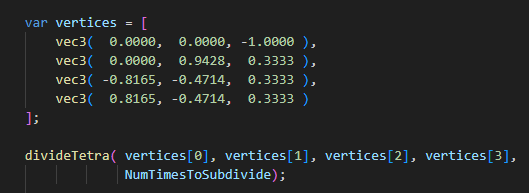 var vertices = [
vec3( 0.0000, 0.0000, -1.0000 ),
vec3( 0.0000, 0.9428, 0.3333 ),
vec3( -0.8165, -0.4714, 0.3333 ),
vec3( 0.8165, -0.4714, 0.3333 )
];
divideTetra( vertices[0], vertices[1], vertices[2], vertices[3],
NumTimesToSubdivide);